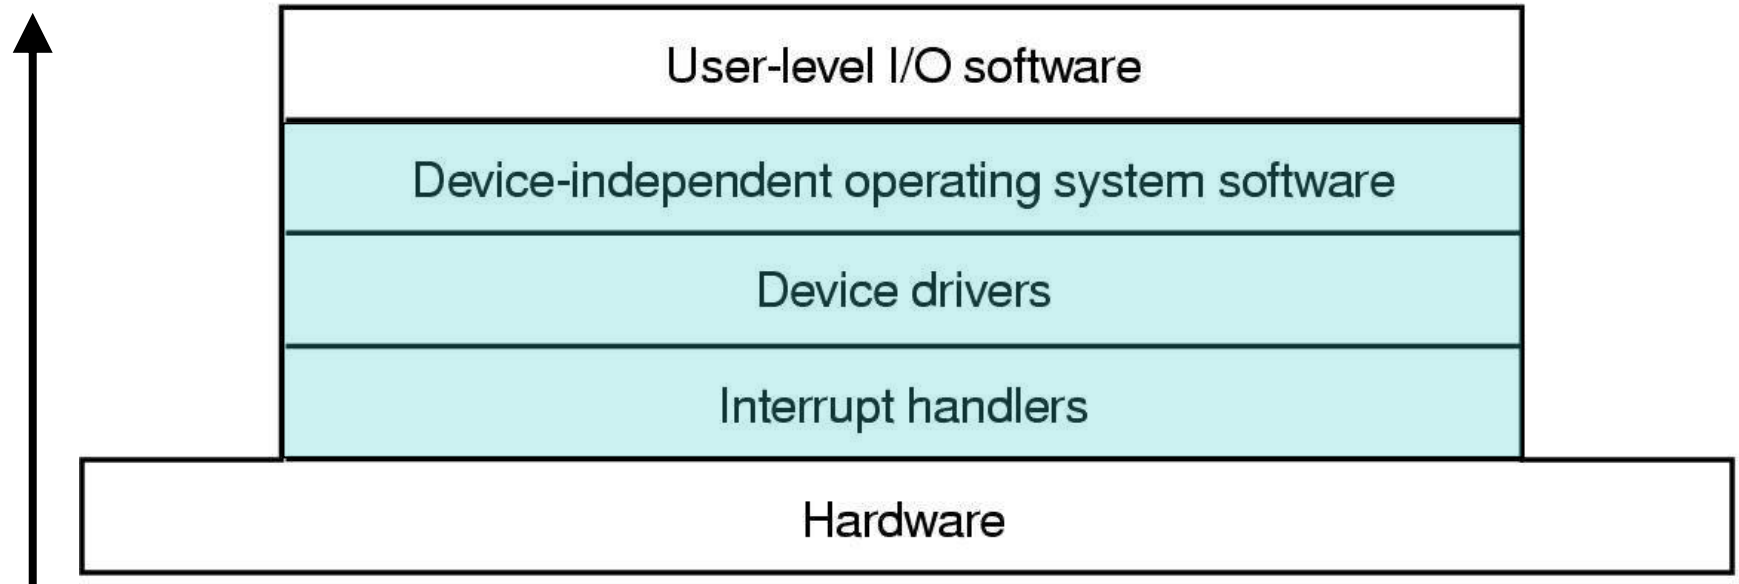 User-level I/O software
Device-independent operating system software
Device drivers
Interrupt handlers
Hardware